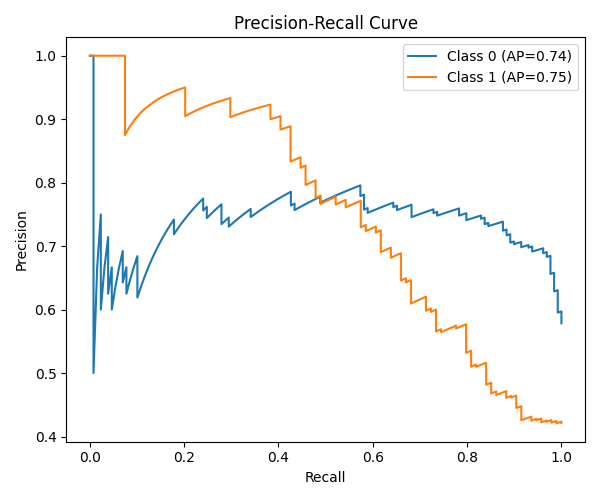 Precision-Recall Curve
Class 0 (AP=0.74)
Class 1 (AP=0.75)
1.0
0.9
0.8
0.7
0.6
0.5
0.4
Precision
0.0 0.2 0.4 0.6 0.8 1.0
Recall